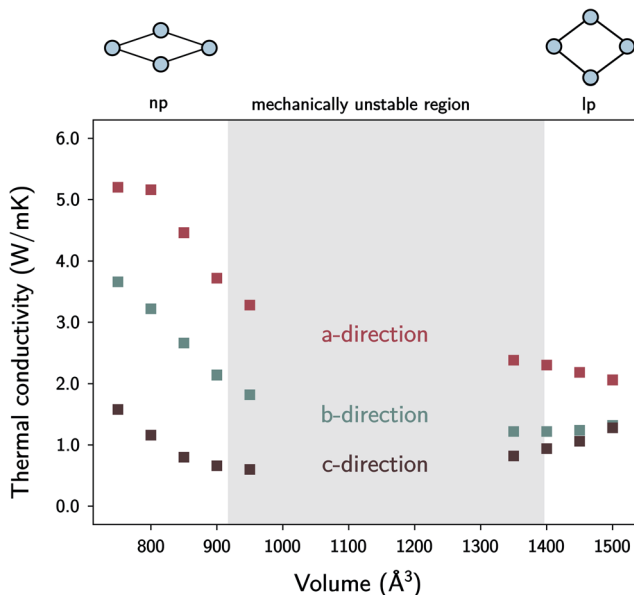 np mechanically unstable region lp
6.0
5.0
4.0
3.0
2.0
1.0
0.0
Thermal conductivity (W/mK)
a-direction
b-direction
c-direction
800 900 1000 1100 1200 1300 1400 1500
Volume (Å³)